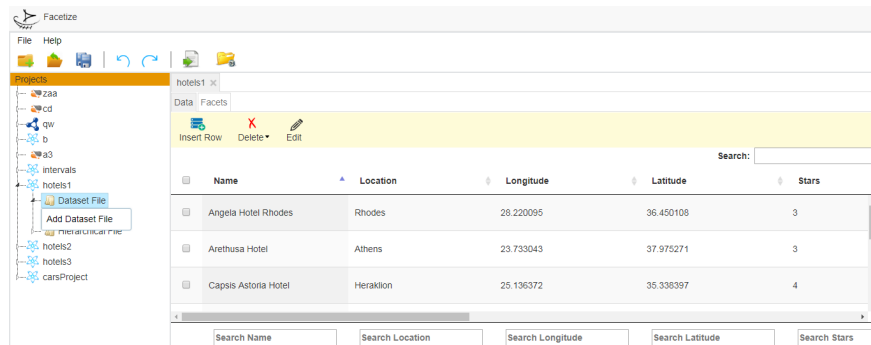 Facetize
File Help
Projects
zaa
cd
qw
b
a3
intervals
hotels1
Dataset File
Add Dataset File
Hierarchical File
hotels2
hotels3
carsProject
hotels1 ×
Data Facets
Insert Row Delete Edit
Search:
Name Location Longitude Latitude Stars
Angela Hotel Rhodes Rhodes 28.220095 36.450108 3
Arethusa Hotel Athens 23.733043 37.975271 3
Capsis Astoria Hotel Heraklion 25.136372 35.338397 4
Search Name Search Location Search Longitude Search Latitude Search Stars